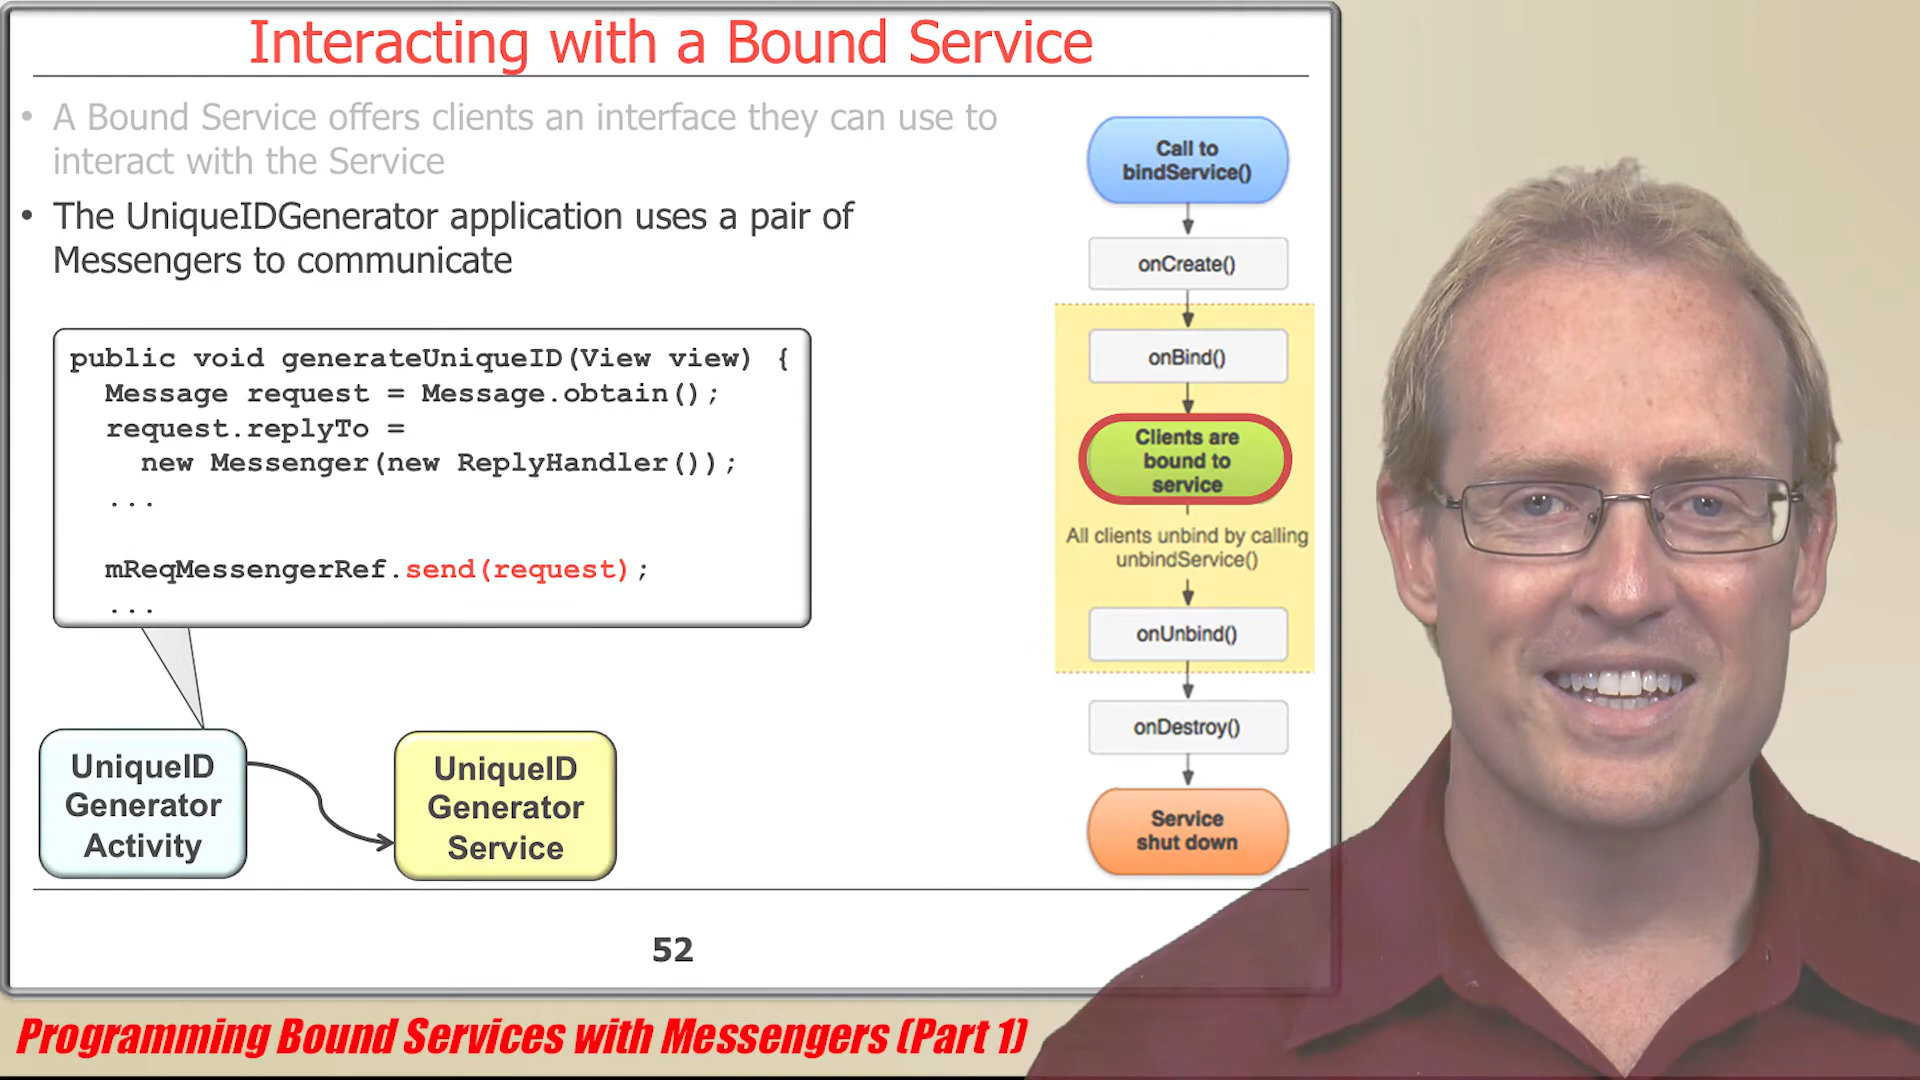 Interacting with a Bound Service
• A Bound Service offers clients an interface they can use to
interact with the Service
• The UniqueIDGenerator application uses a pair of
Messengers to communicate
public void generateUniqueID(View view) {
Message request = Message.obtain();
request.replyTo =
new Messenger(new ReplyHandler());
...
mReqMessengerRef.send(request);
...
UniqueID
Generator
Activity
UniqueID
Generator
Service
Call to
bindService()
onCreate()
onBind()
Clients are
bound to
service
All clients unbind by calling
unbindService()
onUnbind()
onDestroy()
Service
shut down
52
Programming Bound Services with Messengers (Part 1)